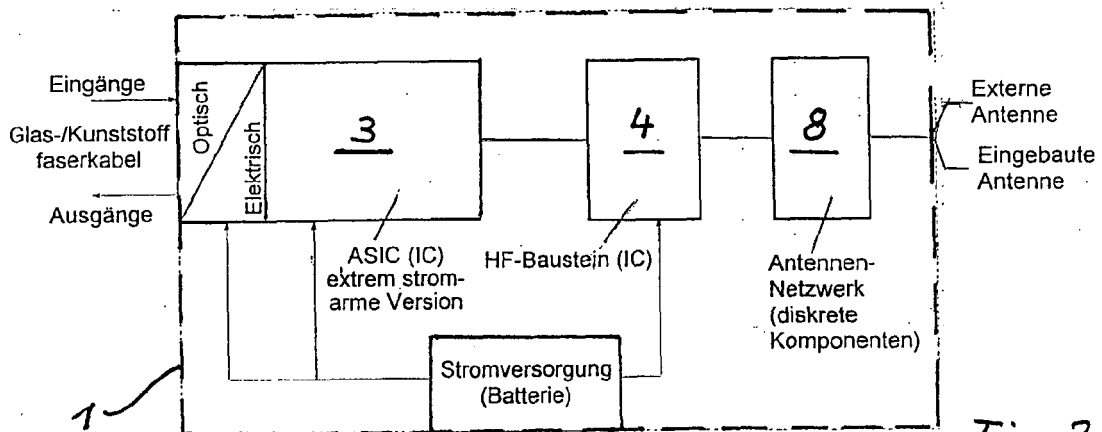 Eingänge
Glas-/Kunststoff
faserkabel
Ausgänge
Optisch
Elektrisch
3
4
8
Externe
Antenne
Eingebaute
Antenne
ASIC (IC)
extrem strom-
arme Version
HF-Baustein (IC)
Antennen-
Netzwerk
(diskrete
Komponenten)
Stromversorgung
(Batterie)
1